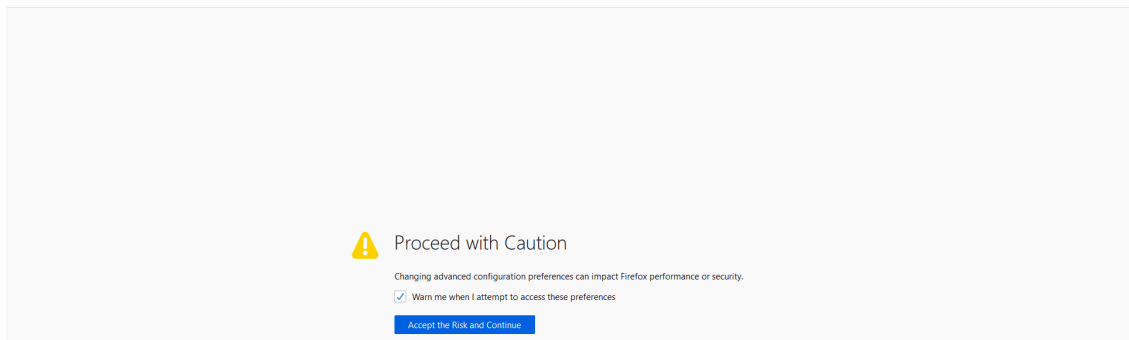 Proceed with Caution
Changing advanced configuration preferences can impact Firefox performance or security.
Warn me when I attempt to access these preferences
Accept the Risk and Continue